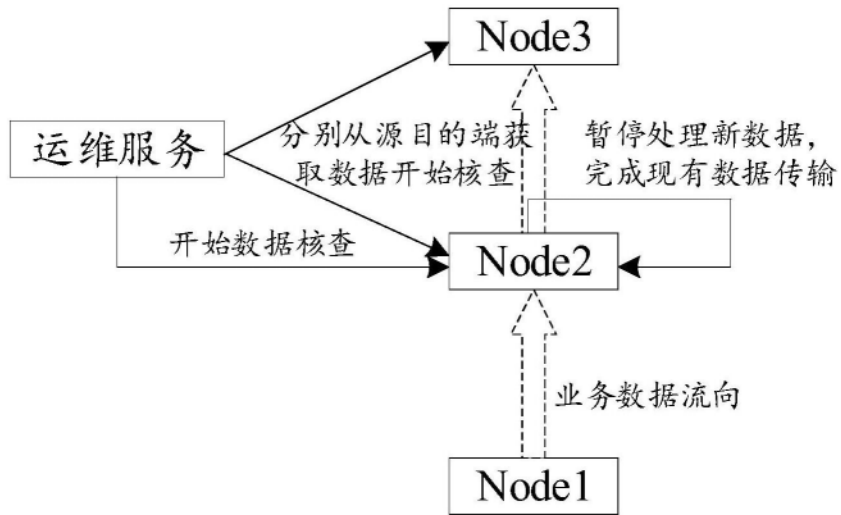 Node3
运维服务
分别从源目的端获
取数据开始核查
暂停处理新数据，
完成现有数据传输
开始数据核查
Node2
业务数据流向
Node1